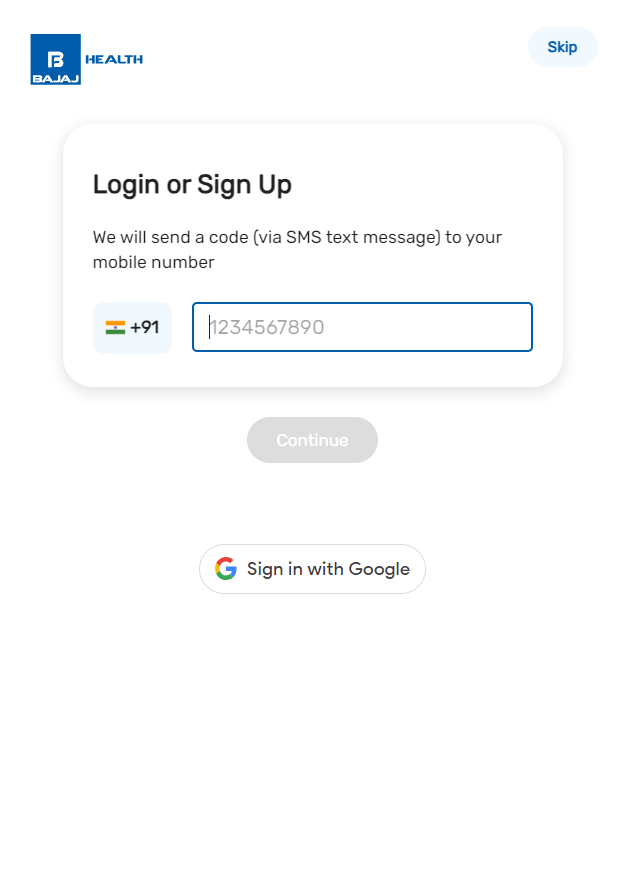 BAJAJ
HEALTH
Skip
Login or Sign Up
We will send a code (via SMS text message) to your
mobile number
+91
1234567890
Continue
Sign in with Google